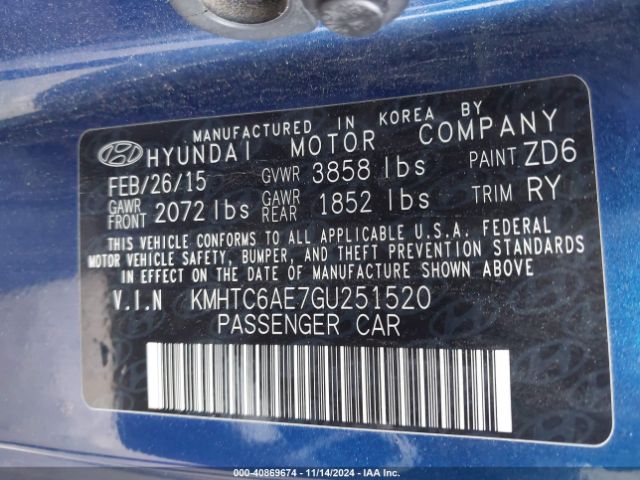 MANUFACTURED IN KOREA BY
HYUNDAI MOTOR COMPANY
FEB/26/15 GVWR 3858 lbs PAINT ZD6
GAWR FRONT 2072 lbs GAWR REAR 1852 lbs TRIM RY
THIS VEHICLE CONFORMS TO ALL APPLICABLE U.S.A. FEDERAL
MOTOR VEHICLE SAFETY, BUMPER, AND THEFT PREVENTION STANDARDS
IN EFFECT ON THE DATE OF MANUFACTURE SHOWN ABOVE
V.I.N KMHTC6AE7GU251520
PASSENGER CAR
000-40869674 - 11/14/2024 - IAA Inc.